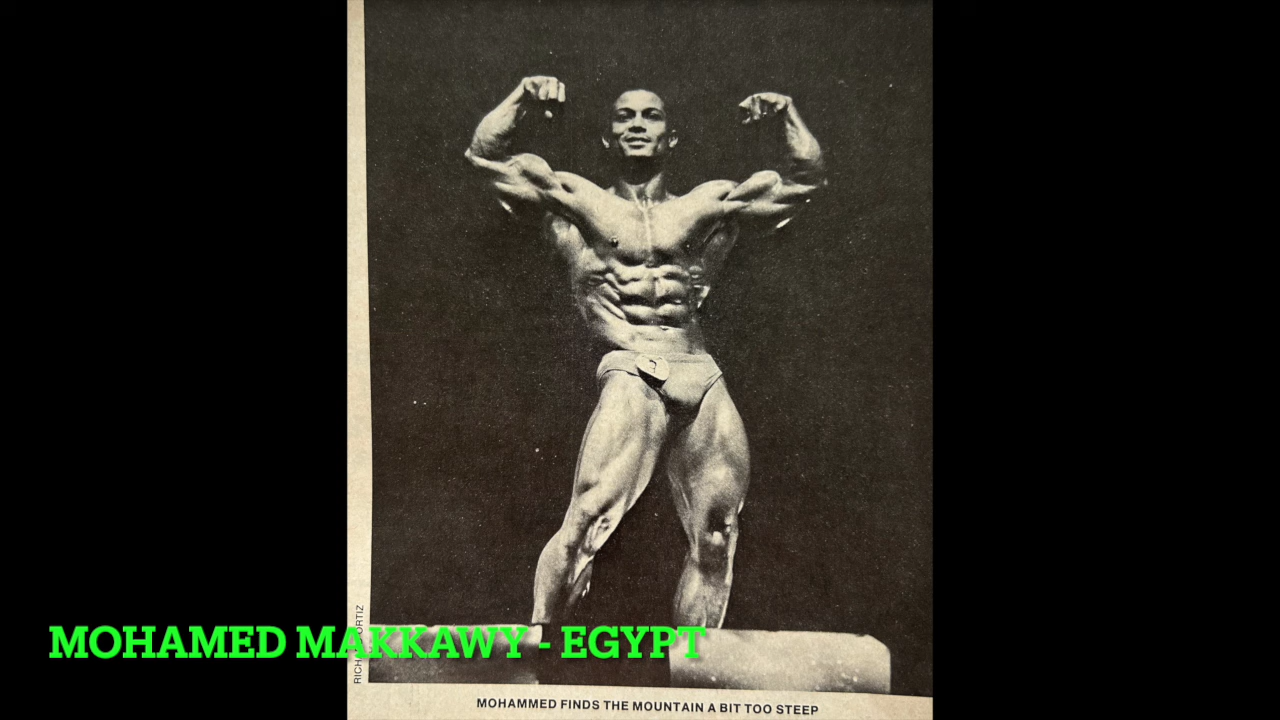 MOHAMED MAKKAWY - EGYPT
MOHAMMED FINDS THE MOUNTAIN A BIT TOO STEEP